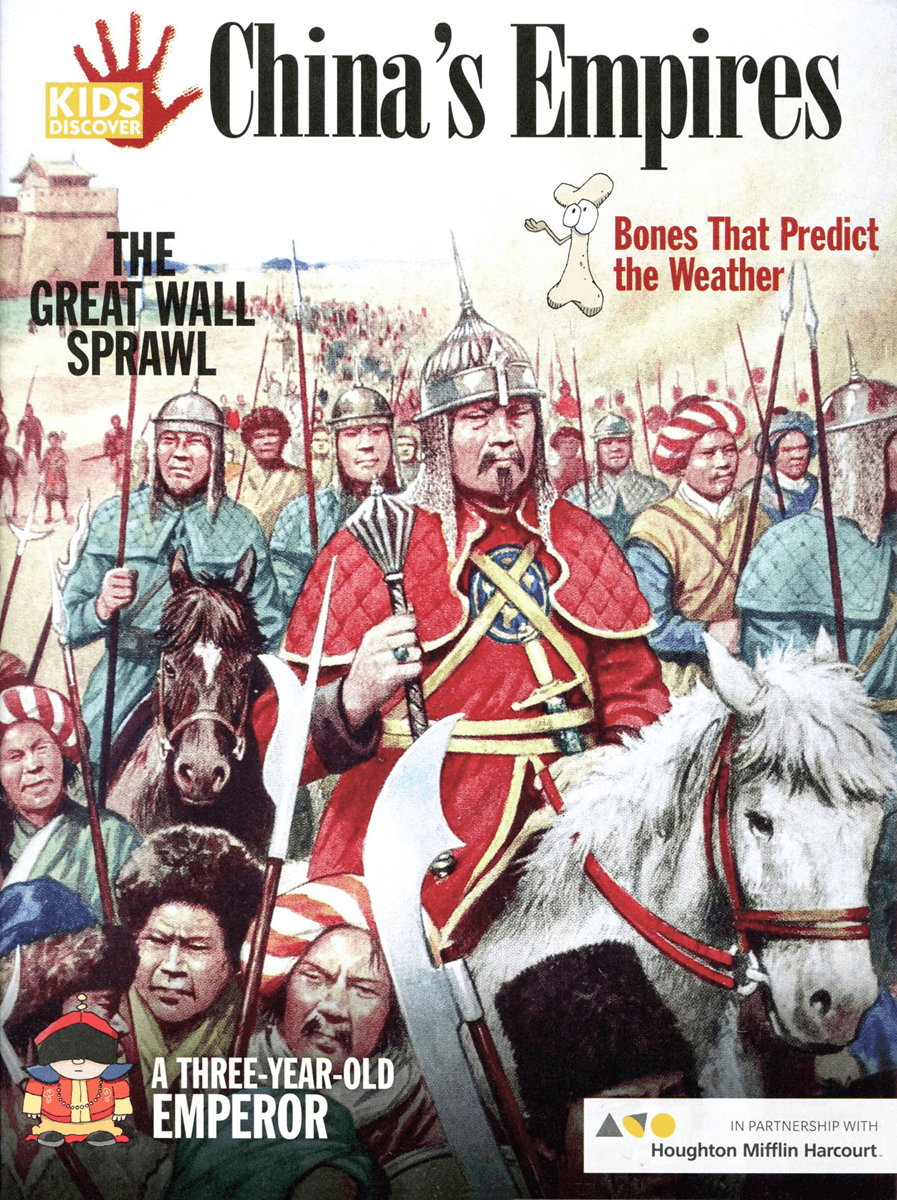 KIDS
DISCOVER
China's Empires
THE
GREAT WALL
SPRAWL
Bones That Predict
the Weather
A THREE-YEAR-OLD
EMPEROR
IN PARTNERSHIP WITH
Houghton Mifflin Harcourt™